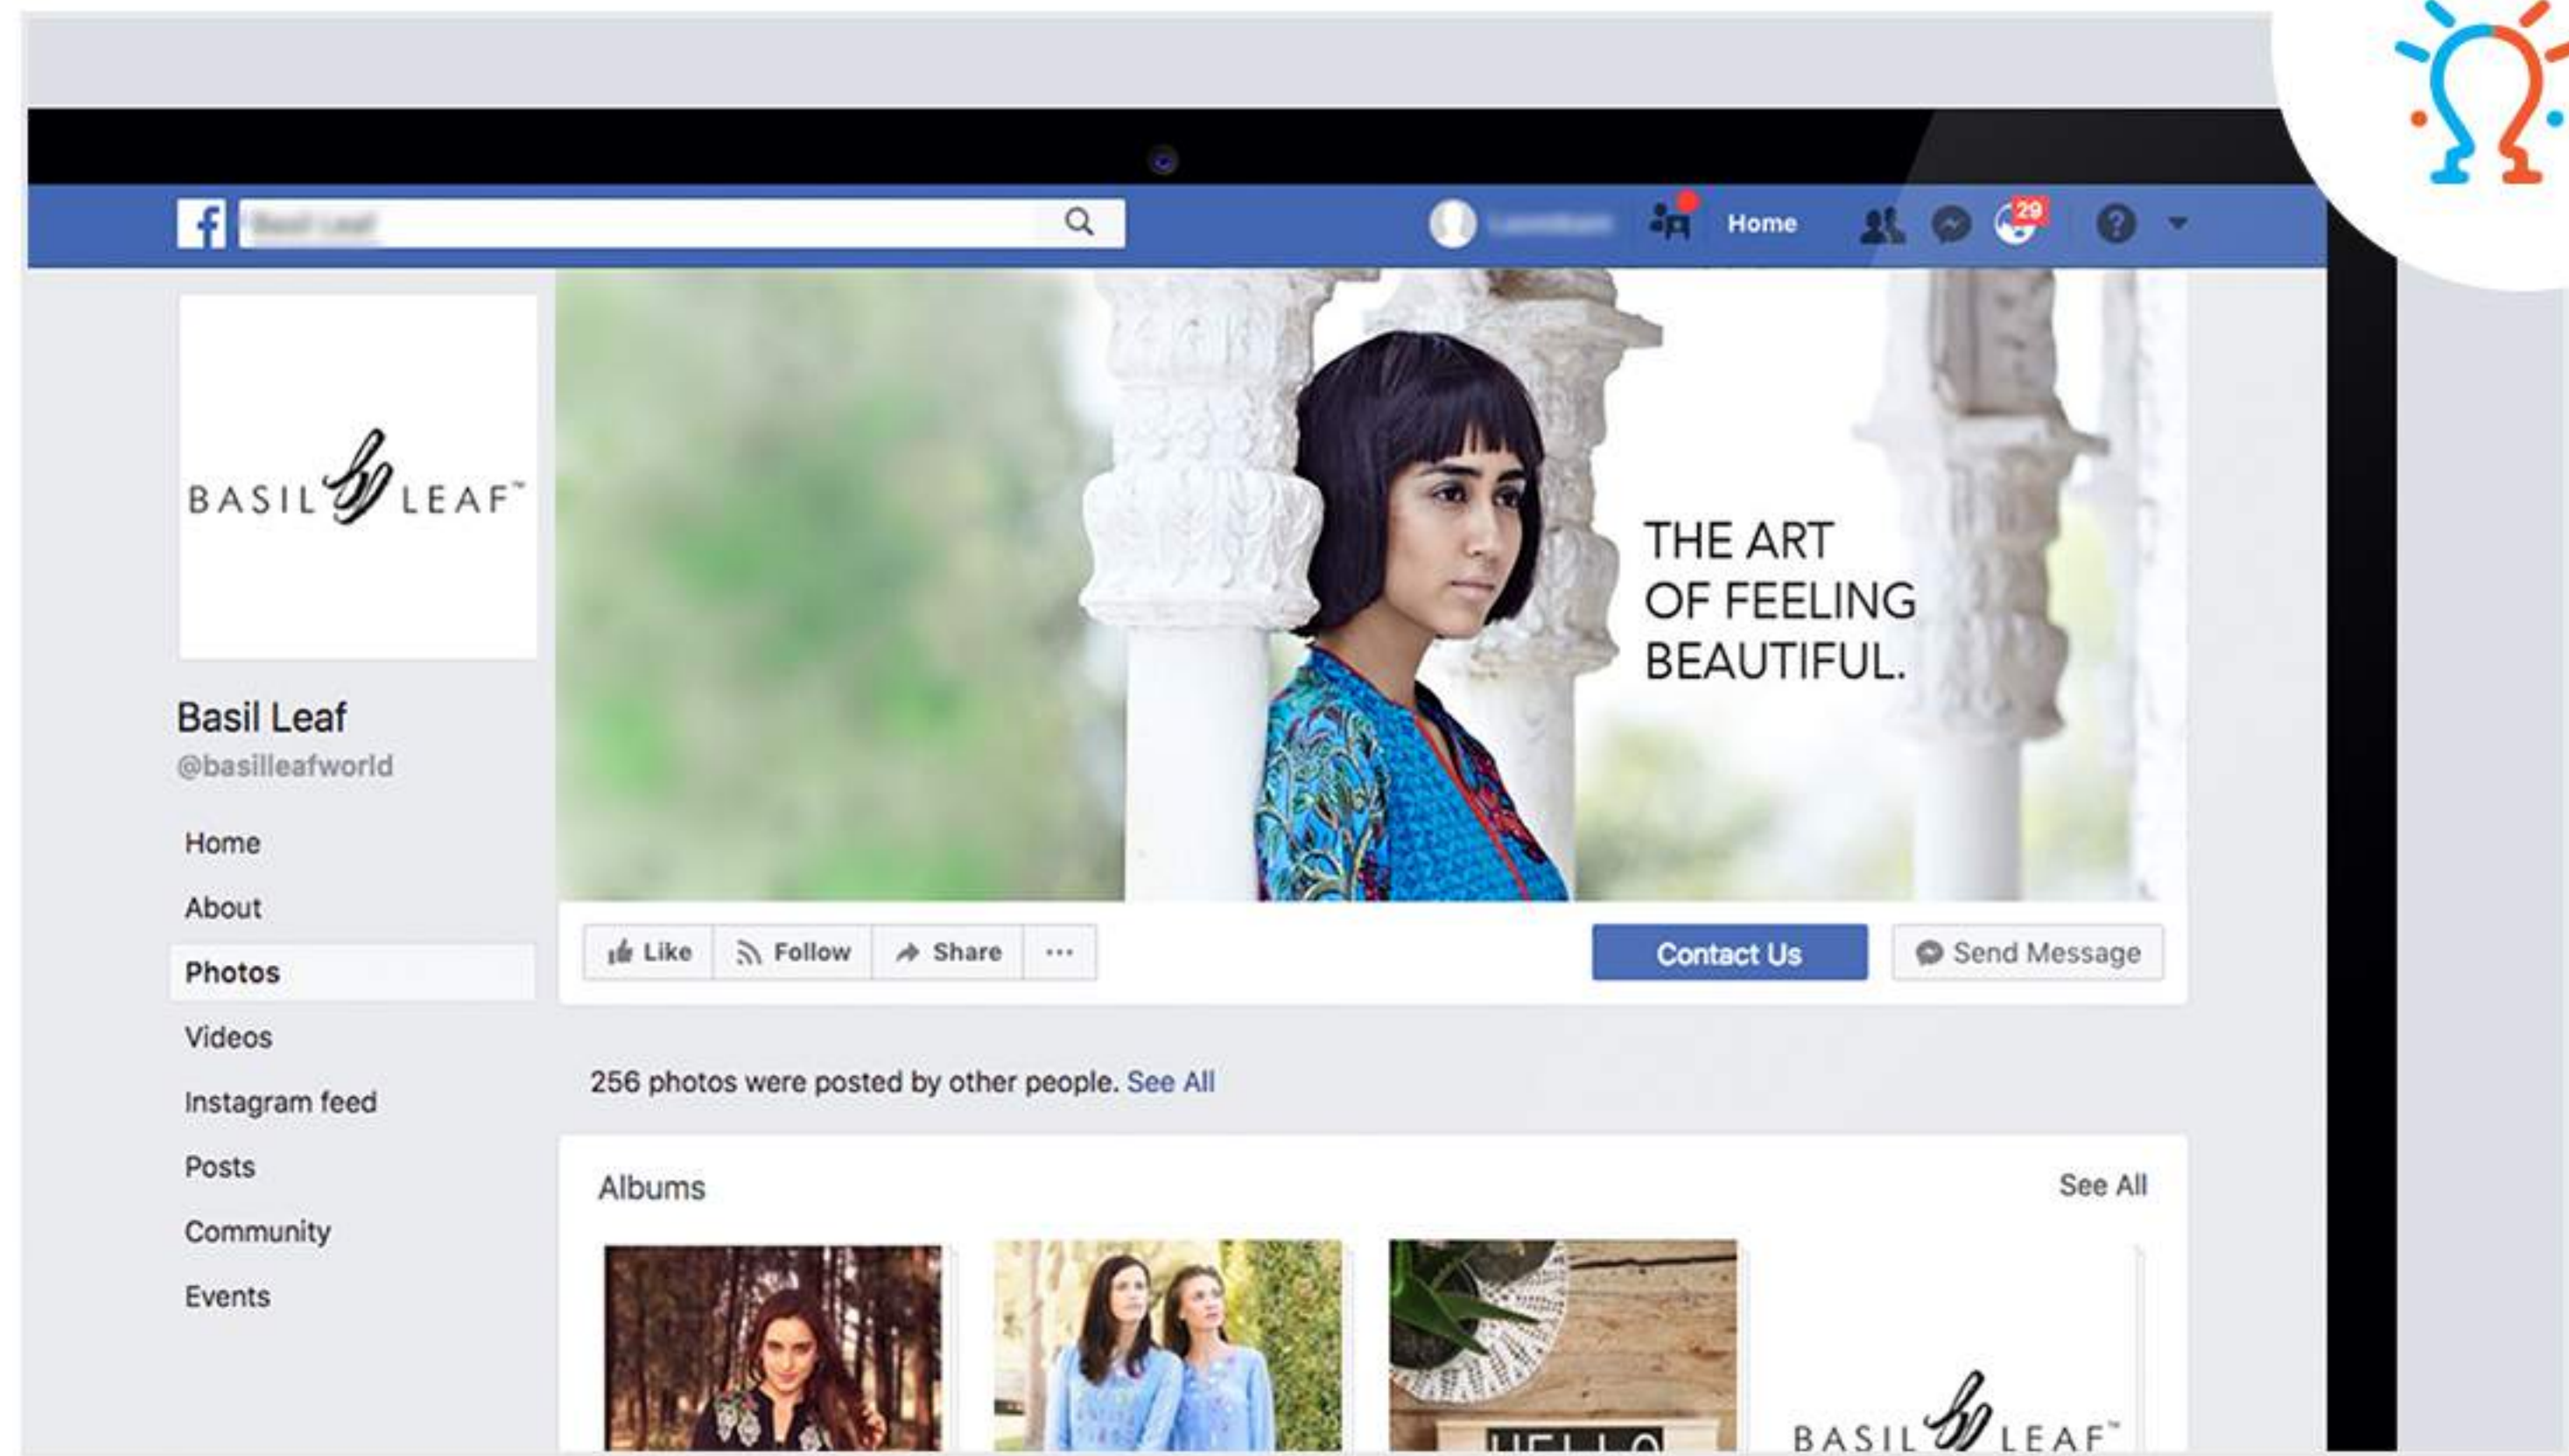 f
Home
29
?
BASIL LEAF™
THE ART
OF FEELING
BEAUTIFUL.
Basil Leaf
@basilleafworld
Home
About
Photos
Videos
Instagram feed
Posts
Community
Events
Like Follow Share ...
Contact Us Send Message
256 photos were posted by other people. See All
Albums See All
HELLO
BASIL LEAF™